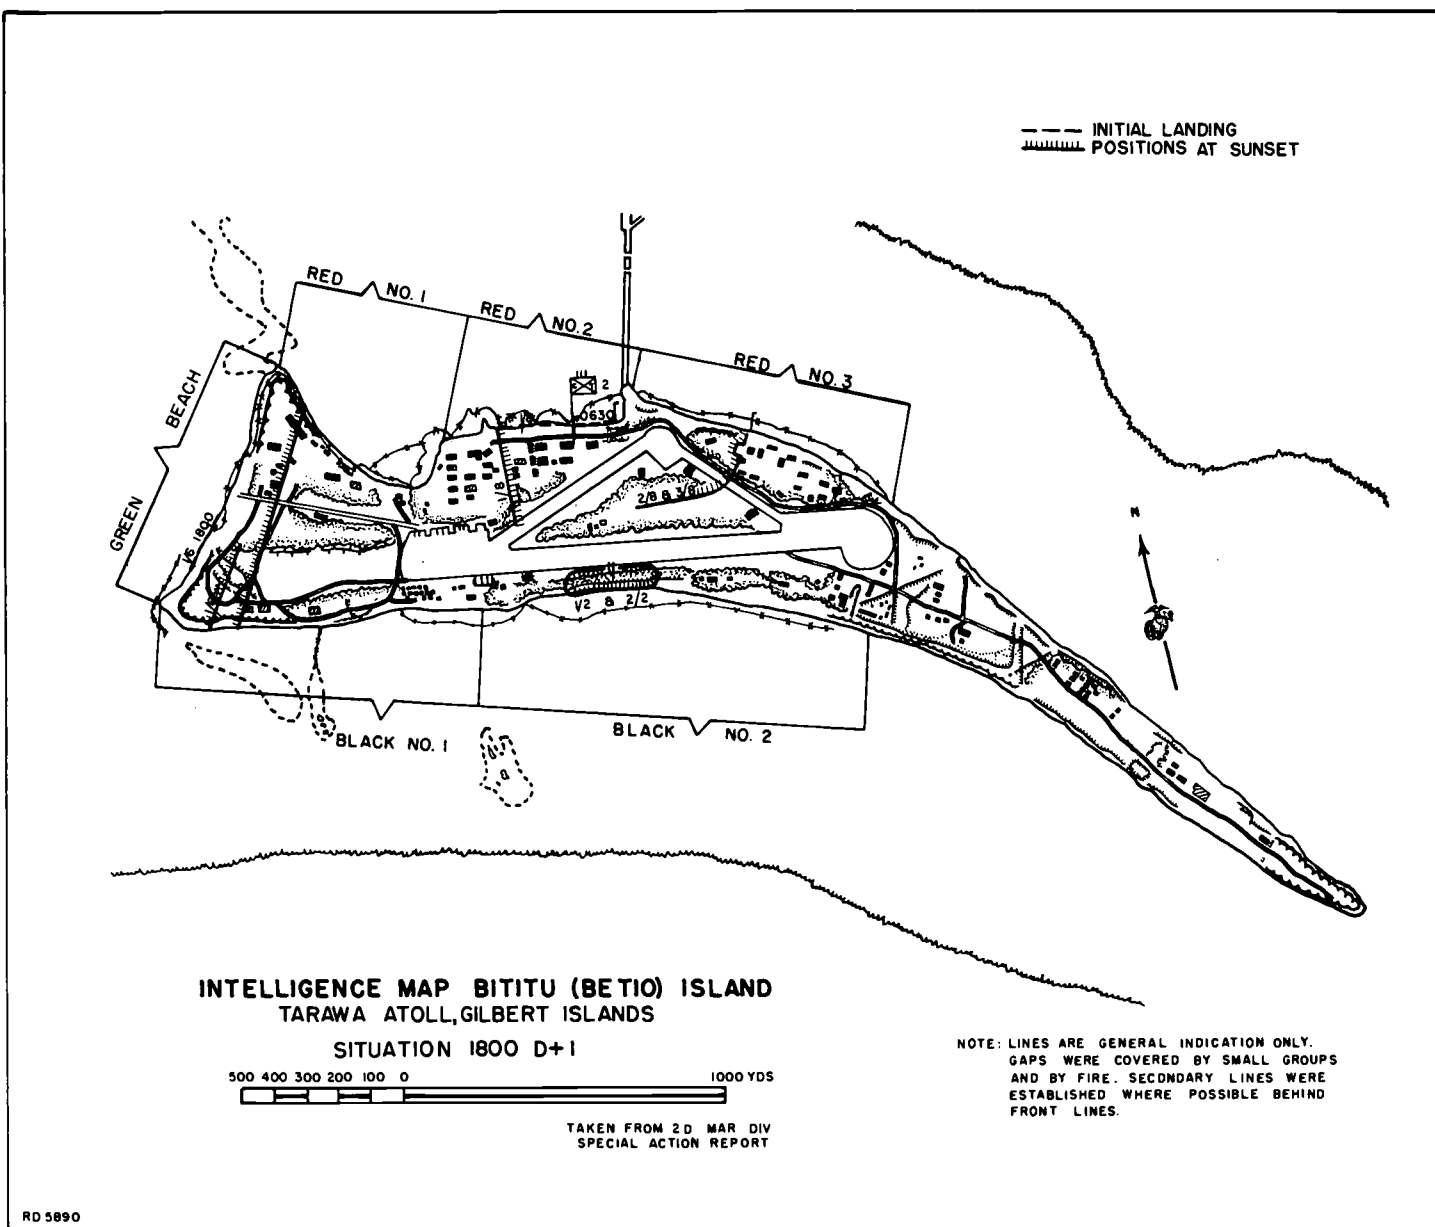 INITIAL LANDING
POSITIONS AT SUNSET
RED NO. 1
RED NO. 2
RED NO. 3
GREEN BEACH
2
0630
1/8
2/8 & 3/8
1/6 1800
N
1/2 & 2/2
BLACK NO. 1
BLACK NO. 2
INTELLIGENCE MAP BITITU (BETIO) ISLAND
TARAWA ATOLL, GILBERT ISLANDS
SITUATION 1800 D+1
500 400 300 200 100 0 1000 YDS
TAKEN FROM 2D MAR DIV
SPECIAL ACTION REPORT
NOTE: LINES ARE GENERAL INDICATION ONLY.
GAPS WERE COVERED BY SMALL GROUPS
AND BY FIRE. SECONDARY LINES WERE
ESTABLISHED WHERE POSSIBLE BEHIND
FRONT LINES.
RD 5890